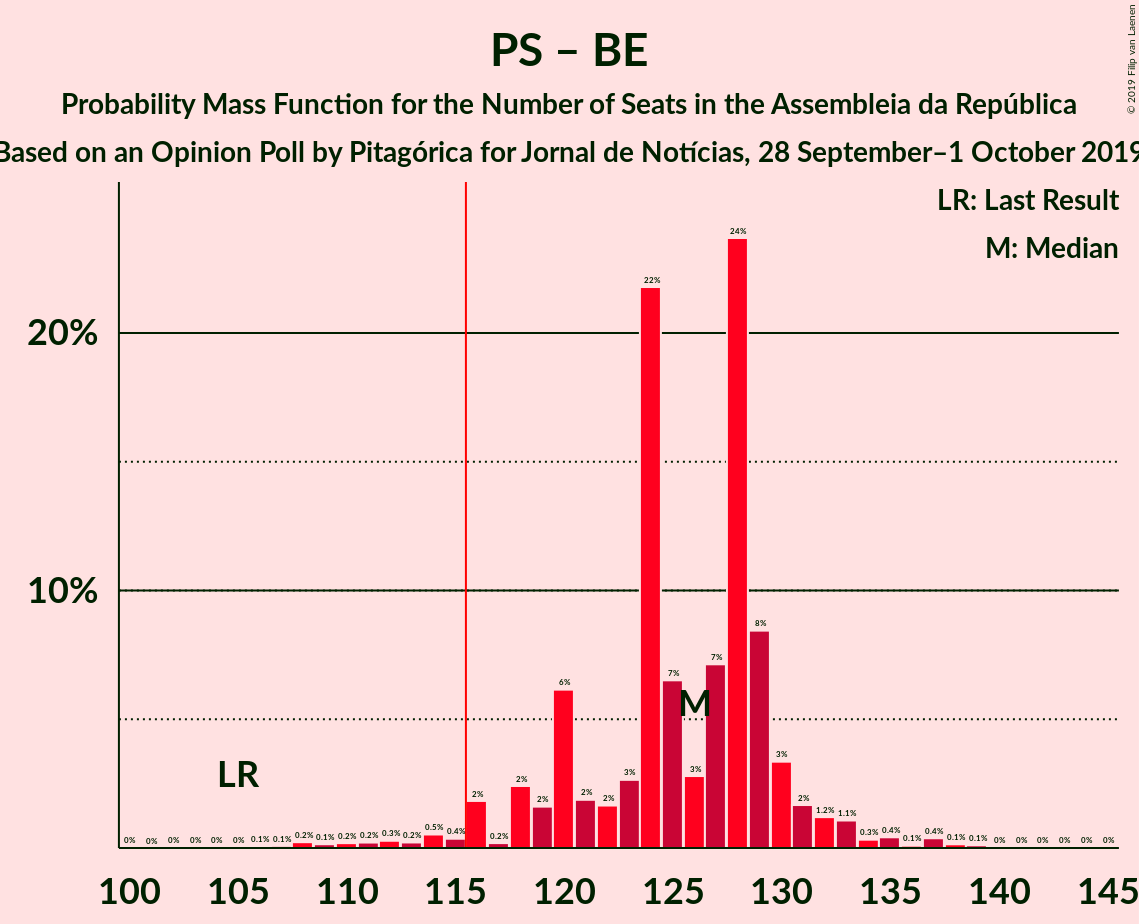 PS – BE
Probability Mass Function for the Number of Seats in the Assembleia da República
Based on an Opinion Poll by Pitagórica for Jornal de Notícias, 28 September–1 October 2019
© 2019 Filip van Laenen
LR: Last Result
M: Median
24%
22%
20%
10%
8%
7%
7%
M
6%
3%
3%
3%
LR
2%
2%
2%
2%
2%
2%
1.2%
1.1%
0% 0% 0% 0% 0% 0% 0.1% 0.1% 0.2% 0.1% 0.2% 0.2% 0.3% 0.2% 0.5% 0.4% 0.2% 0.3% 0.4% 0.1% 0.4% 0.1% 0.1% 0% 0% 0% 0% 0% 0%
100 105 110 115 120 125 130 135 140 145